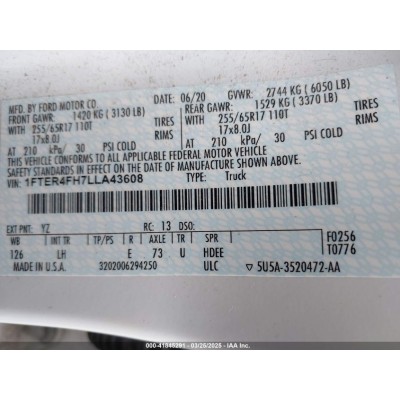 MFD. BY FORD MOTOR CO.
06/20 GVWR: 2744 KG (6050 LB)
FRONT GAWR: 1420 KG (3130 LB)
REAR GAWR: 1529 KG (3370 LB)
WITH 255/65R17 110T TIRES
WITH 255/65R17 110T TIRES
17x8.0J RIMS
17x8.0J RIMS
AT 210 kPa/ 30 PSI COLD
AT 210 kPa/ 30 PSI COLD
THIS VEHICLE CONFORMS TO ALL APPLICABLE FEDERAL MOTOR VEHICLE
SAFETY STANDARDS IN EFFECT ON THE DATE OF MANUFACTURE SHOWN ABOVE.
VIN: 1FTER4FH7LLA43608
TYPE: Truck
EXT PNT: YZ RC: 13 DSO:
WB INT TR TP/PS R AXLE TR SPR
126 LH E 73 U HDEE
F0256
T0776
MADE IN U.S.A. 3202006294250 ULC 5U5A-3520472-AA
000-41846291 - 03/25/2025 - IAA Inc.